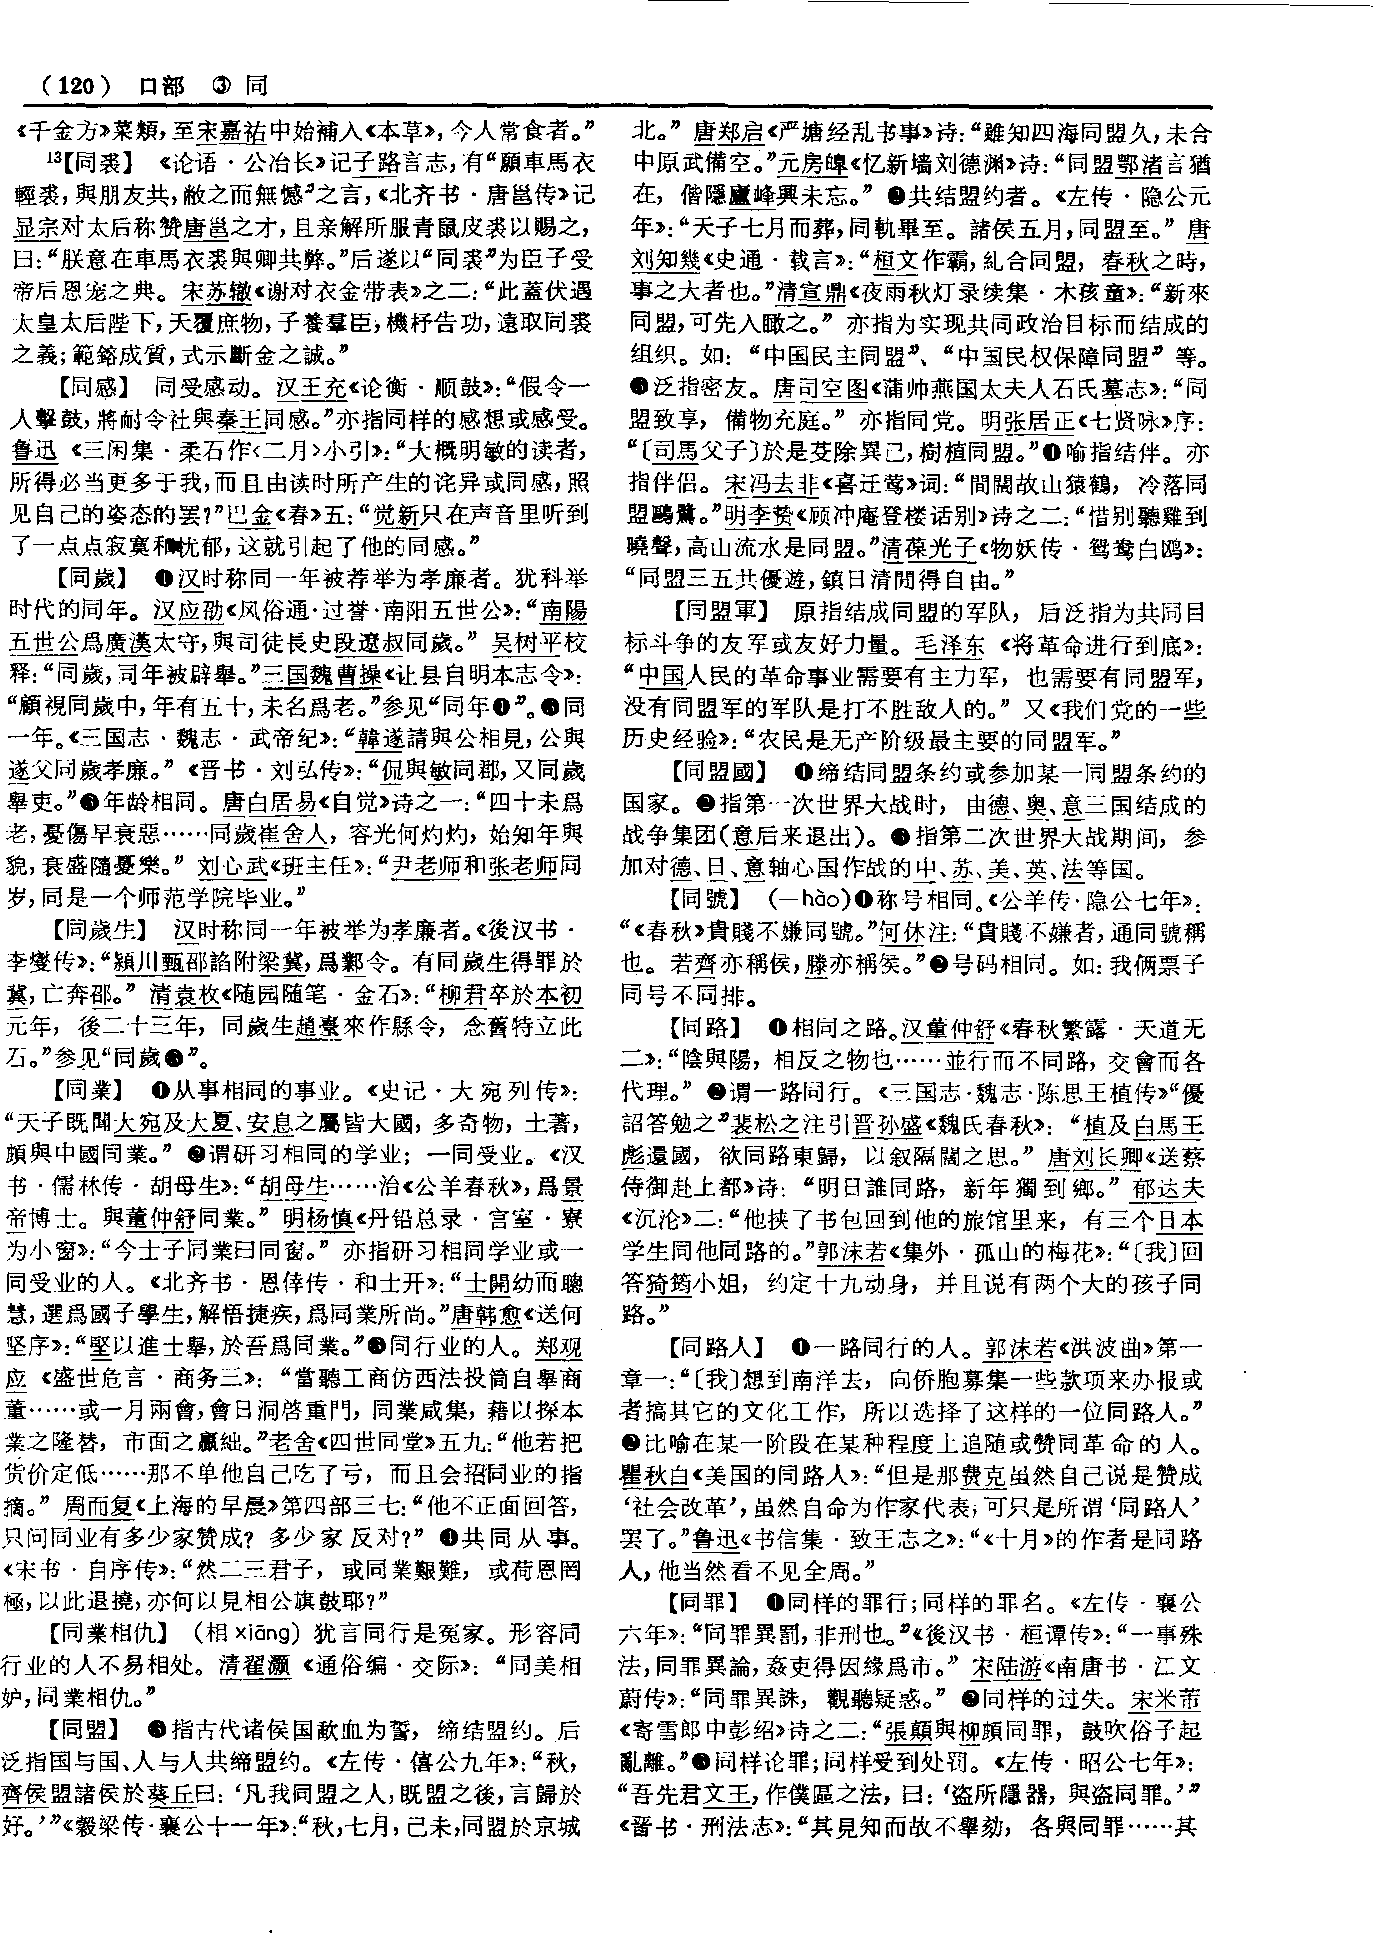 （120） 口部 ③ 同
《千金方》菜類，至宋嘉祐中始補入《本草》，今人常食者。”
13【同裘】 《论语·公冶长》记子路言志，有“願車馬衣
輕裘，與朋友共，敝之而無憾”之言，《北齐书·唐邕传》记
显宗对太后称赞唐邕之才，且亲解所服青鼠皮裘以赐之，
曰：“朕意在車馬衣裘與卿共弊。”后遂以“同裘”为臣子受
帝后恩宠之典。宋苏辙《谢对衣金带表》之二：“此蓋伏遇
太皇太后陛下，天覆庶物，子養羣臣；機杼告功，遠取同裘
之義；範鎔成質，式示斷金之誠。”
【同感】 同受感动。汉王充《论衡·顺鼓》：“假令一
人擊鼓，將耐令社與秦王同感。”亦指同样的感想或感受。
鲁迅《三闲集·柔石作〈二月〉小引》：“大概明敏的读者，
所得必当更多于我，而且由读时所产生的诧异或同感，照
见自己的姿态的罢？”巴金《春》五：“觉新只在声音里听到
了一点点寂寞和忧郁，这就引起了他的同感。”
【同歲】 ❶汉时称同一年被荐举为孝廉者。犹科举
时代的同年。汉应劭《风俗通·过誉·南阳五世公》：“南陽
五世公爲廣漢太守，與司徒長史段遼叔同歲。” 吴树平校
释：“同歲，同年被辟舉。”三国魏曹操《让县自明本志令》：
“顧視同歲中，年有五十，未名爲老。”参见“同年❶”。❷同
一年。《三国志·魏志·武帝纪》：“韓遂請與公相見，公與
遂父同歲孝廉。” 《晋书·刘弘传》：“侃與敏同郡，又同歲
舉吏。”❸年龄相同。唐白居易《自觉》诗之一：“四十未爲
老，憂傷早衰惡……同歲崔舍人，容光何灼灼，始知年與
貌，衰盛隨憂樂。” 刘心武《班主任》：“尹老师和张老师同
岁，同是一个师范学院毕业。”
【同歲生】 汉时称同一年被举为孝廉者。《後汉书·
李燮传》：“潁川甄邵諂附梁冀，爲鄴令。有同歲生得罪於
冀，亡奔邵。” 清袁枚《随园随笔·金石》：“柳君卒於本初
元年，後二十三年，同歲生趙臺來作縣令，念舊特立此
石。”参见“同歲❶”。
【同業】 ❶从事相同的事业。《史记·大宛列传》：
“天子既聞大宛及大夏、安息之屬皆大國，多奇物，土著，
頗與中國同業。” ❷谓研习相同的学业；一同受业。《汉
书·儒林传·胡母生》：“胡母生……治《公羊春秋》，爲景
帝博士。與董仲舒同業。” 明杨慎《丹铅总录·宫室·寮
为小窗》：“今士子同業曰同窗。” 亦指研习相同学业或一
同受业的人。《北齐书·恩倖传·和士开》：“士開幼而聰
慧，選爲國子學生，解悟捷疾，爲同業所尚。”唐韩愈《送何
坚序》：“堅以進士舉，於吾爲同業。”❸同行业的人。郑观
应《盛世危言·商务三》：“當聽工商仿西法投筒自舉商
董……或一月兩會，會日洞啓重門，同業咸集，藉以探本
業之隆替，市面之贏絀。”老舍《四世同堂》五九：“他若把
货价定低……那不单他自己吃了亏，而且会招同业的指
摘。” 周而复《上海的早晨》第四部三七：“他不正面回答，
只问同业有多少家赞成？多少家反对？” ❹共同从事。
《宋书·自序传》：“然二三君子，或同業艱難，或荷恩罔
極，以此退撓，亦何以見相公旗鼓耶？”
【同業相仇】 （相xiāng）犹言同行是冤家。形容同
行业的人不易相处。清翟灏《通俗编·交际》：“同美相
妒，同業相仇。”
【同盟】 ❶指古代诸侯国歃血为誓，缔结盟约。后
泛指国与国、人与人共缔盟约。《左传·僖公九年》：“秋，
齊侯盟諸侯於葵丘曰：‘凡我同盟之人，既盟之後，言歸於
好。’”《穀梁传·襄公十一年》：“秋，七月，己未，同盟於京城
北。” 唐郑启《严塘经乱书事》诗：“雖知四海同盟久，未合
中原武備空。”元房皞《忆新墙刘德渊》诗：“同盟鄂渚言猶
在，偕隱廬峰興未忘。” ❷共结盟约者。《左传·隐公元
年》：“天子七月而葬，同軌畢至。諸侯五月，同盟至。” 唐
刘知幾《史通·载言》：“桓文作霸，糺合同盟，春秋之時，
事之大者也。”清宣鼎《夜雨秋灯录续集·木孩童》：“新來
同盟，可先入瞰之。” 亦指为实现共同政治目标而结成的
组织。如：“中国民主同盟”、“中国民权保障同盟”等。
❸泛指密友。唐司空图《蒲帅燕国太夫人石氏墓志》：“同
盟致享，備物充庭。” 亦指同党。明张居正《七贤咏》序：
“〔司馬父子〕於是芟除異己，樹植同盟。”❹喻指结伴。亦
指伴侣。宋冯去非《喜迁莺》词：“間闊故山猿鶴，冷落同
盟鷗鷺。”明李贽《顾冲庵登楼话别》诗之二：“惜别聽雞到
曉聲，高山流水是同盟。”清葆光子《物妖传·鸳鸯白鸥》：
“同盟三五共優遊，鎮日清閒得自由。”
【同盟軍】 原指结成同盟的军队，后泛指为共同目
标斗争的友军或友好力量。毛泽东《将革命进行到底》：
“中国人民的革命事业需要有主力军，也需要有同盟军，
没有同盟军的军队是打不胜敌人的。” 又《我们党的一些
历史经验》：“农民是无产阶级最主要的同盟军。”
【同盟國】 ❶缔结同盟条约或参加某一同盟条约的
国家。❷指第一次世界大战时，由德、奥、意三国结成的
战争集团（意后来退出）。❸指第二次世界大战期间，参
加对德、日、意轴心国作战的中、苏、美、英、法等国。
【同號】 （—hào）❶称号相同。《公羊传·隐公七年》：
“《春秋》貴賤不嫌同號。”何休注：“貴賤不嫌者，通同號稱
也。若齊亦稱侯，滕亦稱侯。”❷号码相同。如：我俩票子
同号不同排。
【同路】 ❶相同之路。汉董仲舒《春秋繁露·天道无
二》：“陰與陽，相反之物也……並行而不同路，交會而各
代理。” ❷谓一路同行。《三国志·魏志·陈思王植传》“優
詔答勉之”裴松之注引晋孙盛《魏氏春秋》：“植及白馬王
彪還國，欲同路東歸，以叙隔闊之思。” 唐刘长卿《送蔡
侍御赴上都》诗：“明日誰同路，新年獨到鄉。” 郁达夫
《沉沦》二：“他挟了书包回到他的旅馆里来，有三个日本
学生同他同路的。”郭沫若《集外·孤山的梅花》：“〔我〕回
答猗筠小姐，约定十九动身，并且说有两个大的孩子同
路。”
【同路人】 ❶一路同行的人。郭沫若《洪波曲》第一
章一：“〔我〕想到南洋去，向侨胞募集一些款项来办报或
者搞其它的文化工作，所以选择了这样的一位同路人。”
❷比喻在某一阶段在某种程度上追随或赞同革命的人。
瞿秋白《美国的同路人》：“但是那费克虽然自己说是赞成
‘社会改革’，虽然自命为作家代表，可只是所谓‘同路人’
罢了。”鲁迅《书信集·致王志之》：“《十月》的作者是同路
人，他当然看不见全局。”
【同罪】 ❶同样的罪行；同样的罪名。《左传·襄公
六年》：“同罪異罰，非刑也。”《後汉书·桓谭传》：“一事殊
法，同罪異論，姦吏得因緣爲市。” 宋陆游《南唐书·江文
蔚传》：“同罪異誅，觀聽疑惑。” ❷同样的过失。宋米芾
《寄雪郎中彭绍》诗之二：“張顛與柳頗同罪，鼓吹俗子起
亂離。”❸同样论罪；同样受到处罚。《左传·昭公七年》：
“吾先君文王，作僕區之法，曰：‘盗所隱器，與盗同罪。’”
《晋书·刑法志》：“其見知而故不舉劾，各與同罪……其